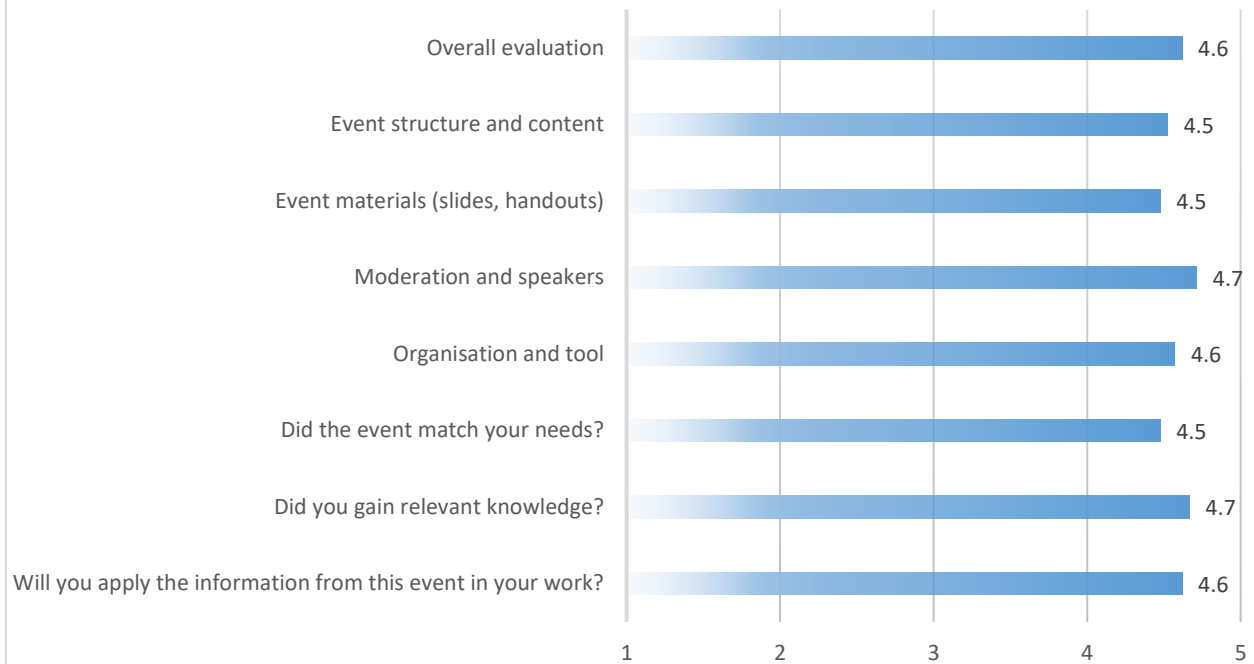 Overall evaluation 4.6
Event structure and content 4.5
Event materials (slides, handouts) 4.5
Moderation and speakers 4.7
Organisation and tool 4.6
Did the event match your needs? 4.5
Did you gain relevant knowledge? 4.7
Will you apply the information from this event in your work? 4.6
1 2 3 4 5